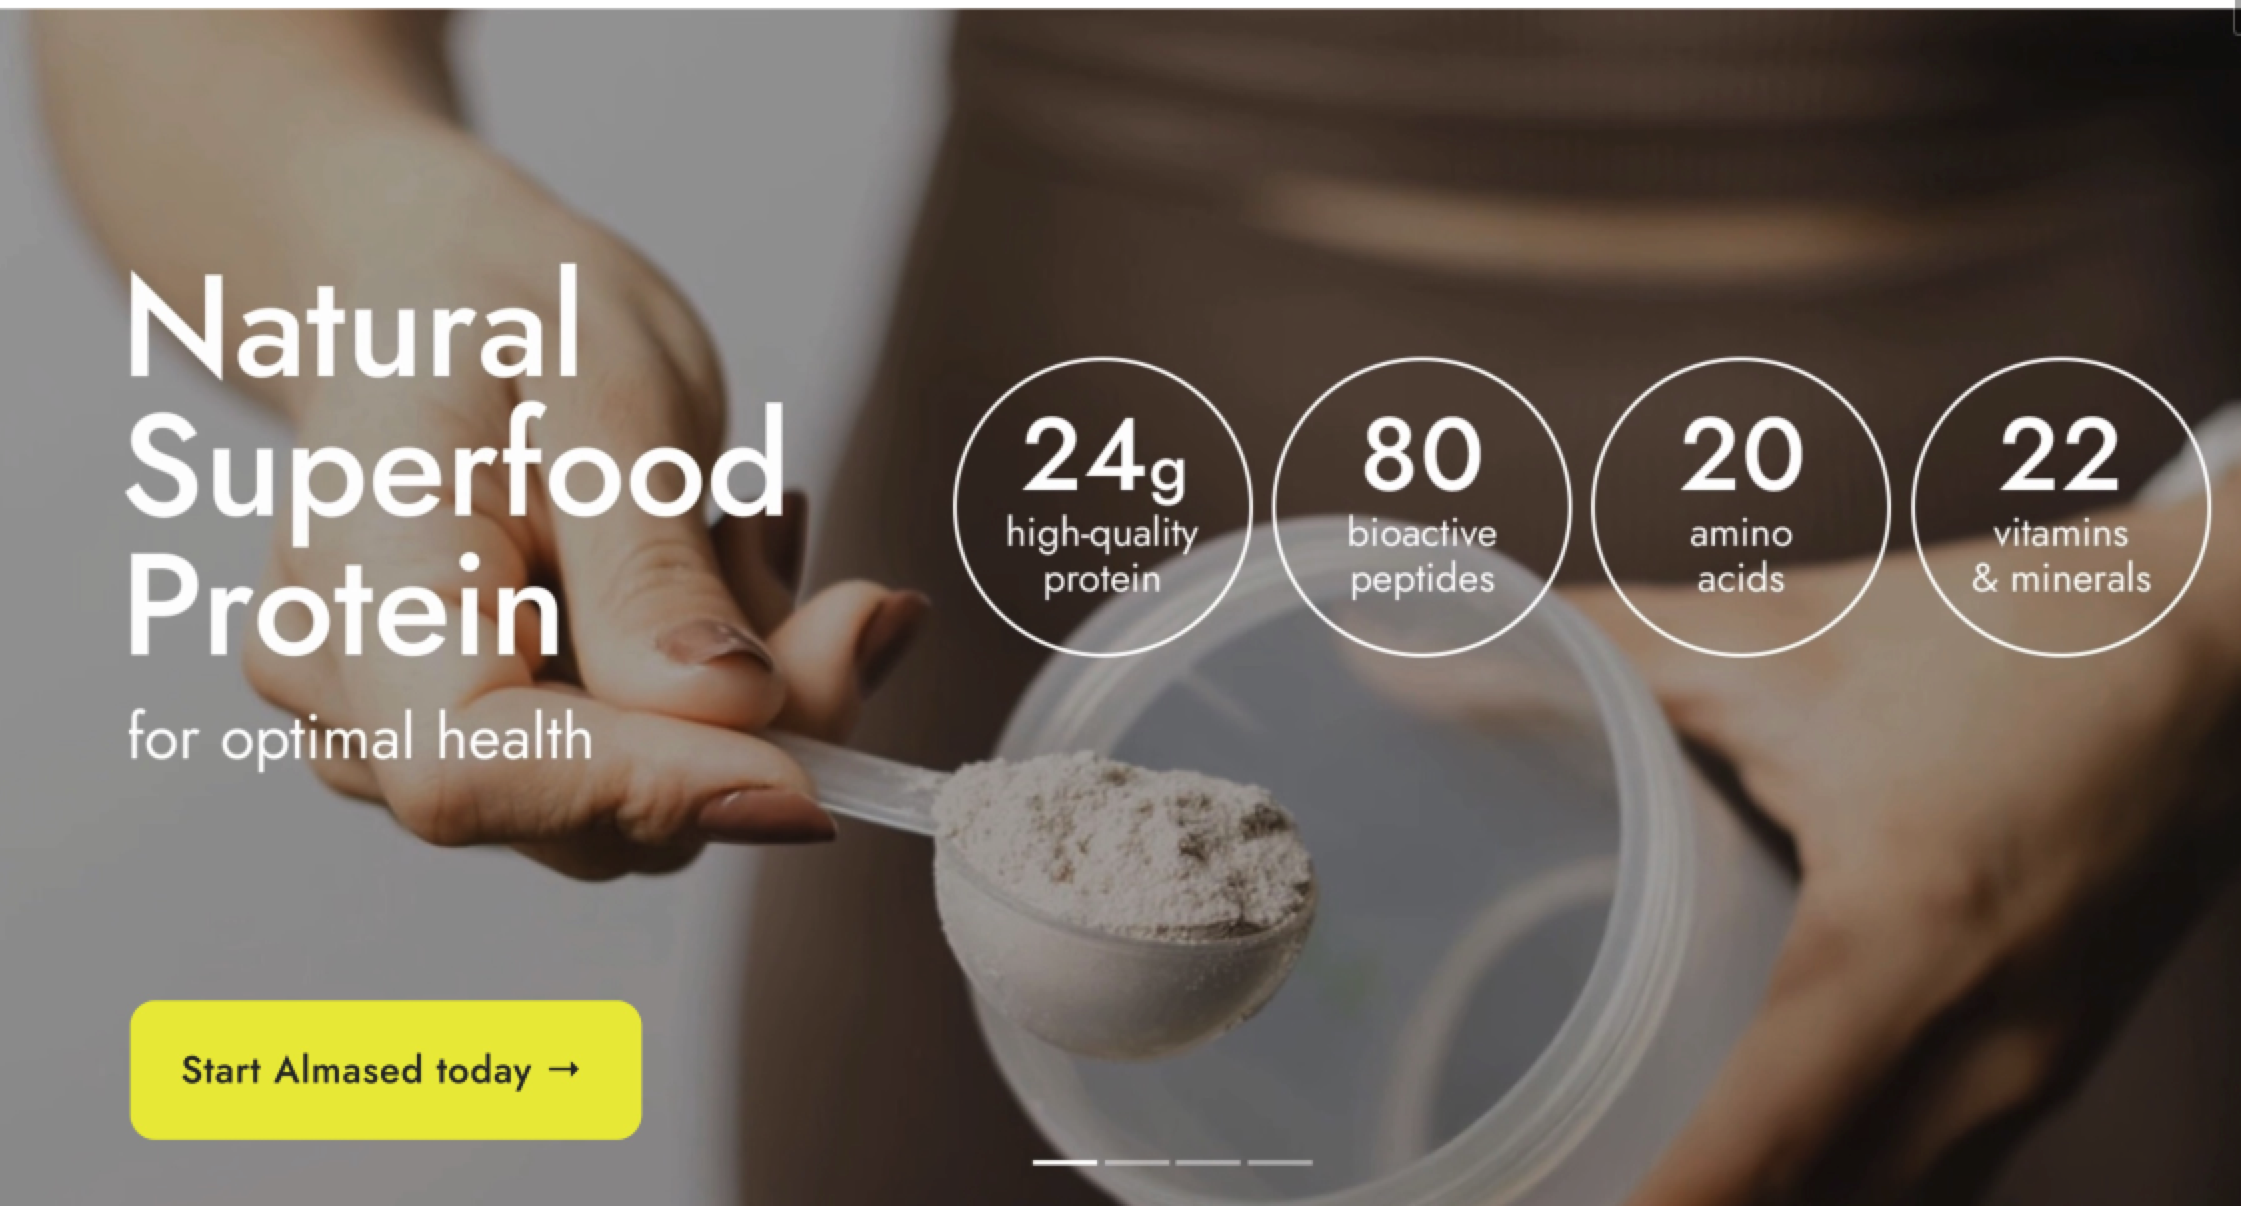 Natural
Superfood
Protein
for optimal health
24g
high-quality
protein
80
bioactive
peptides
20
amino
acids
22
vitamins
& minerals
Start Almased today →